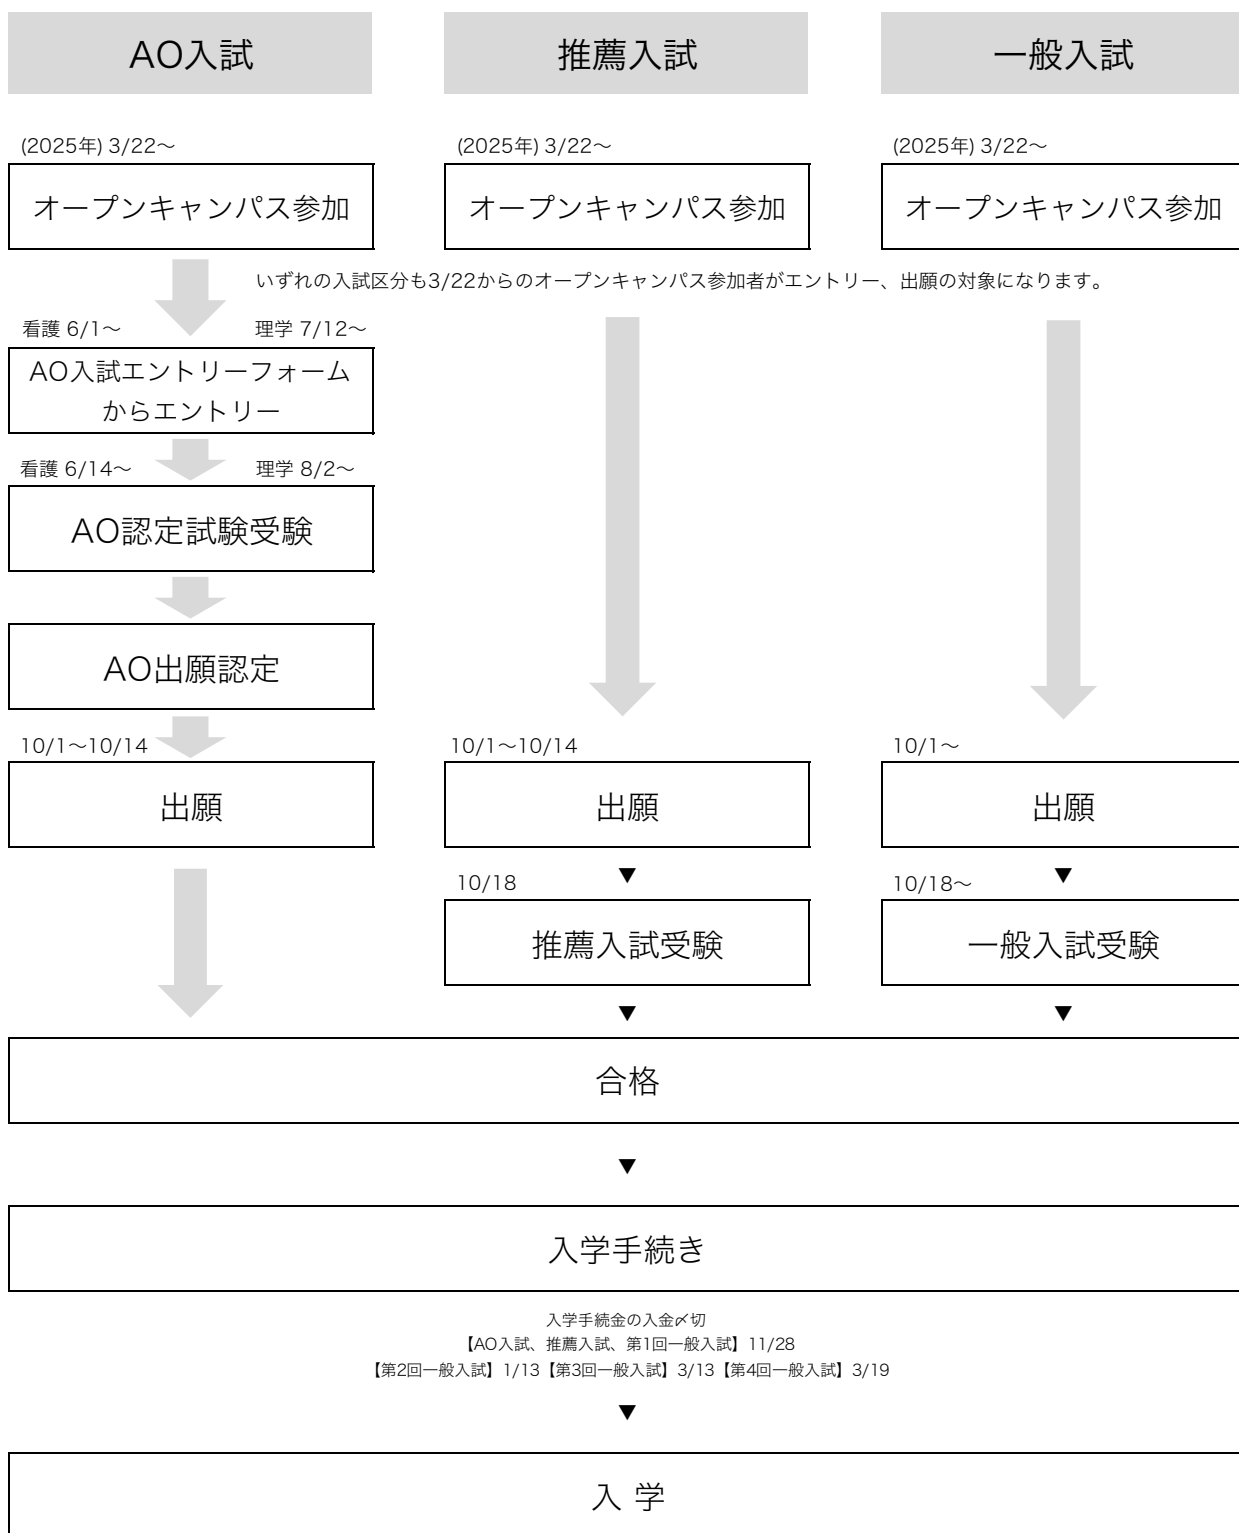 AO入試
推薦入試
一般入試
(2025年) 3/22～
(2025年) 3/22～
(2025年) 3/22～
オープンキャンパス参加
オープンキャンパス参加
オープンキャンパス参加
いずれの入試区分も3/22からのオープンキャンパス参加者がエントリー、出願の対象になります。
看護 6/1～
理学 7/12～
AO入試エントリーフォーム
からエントリー
看護 6/14～
理学 8/2～
AO認定試験受験
AO出願認定
10/1～10/14
10/1～10/14
10/1～
出願
出願
出願
▼
▼
10/18
10/18～
推薦入試受験
一般入試受験
▼
▼
合格
▼
入学手続き
入学手続金の入金〆切
【AO入試、推薦入試、第1回一般入試】11/28
【第2回一般入試】1/13【第3回一般入試】3/13【第4回一般入試】3/19
▼
入 学